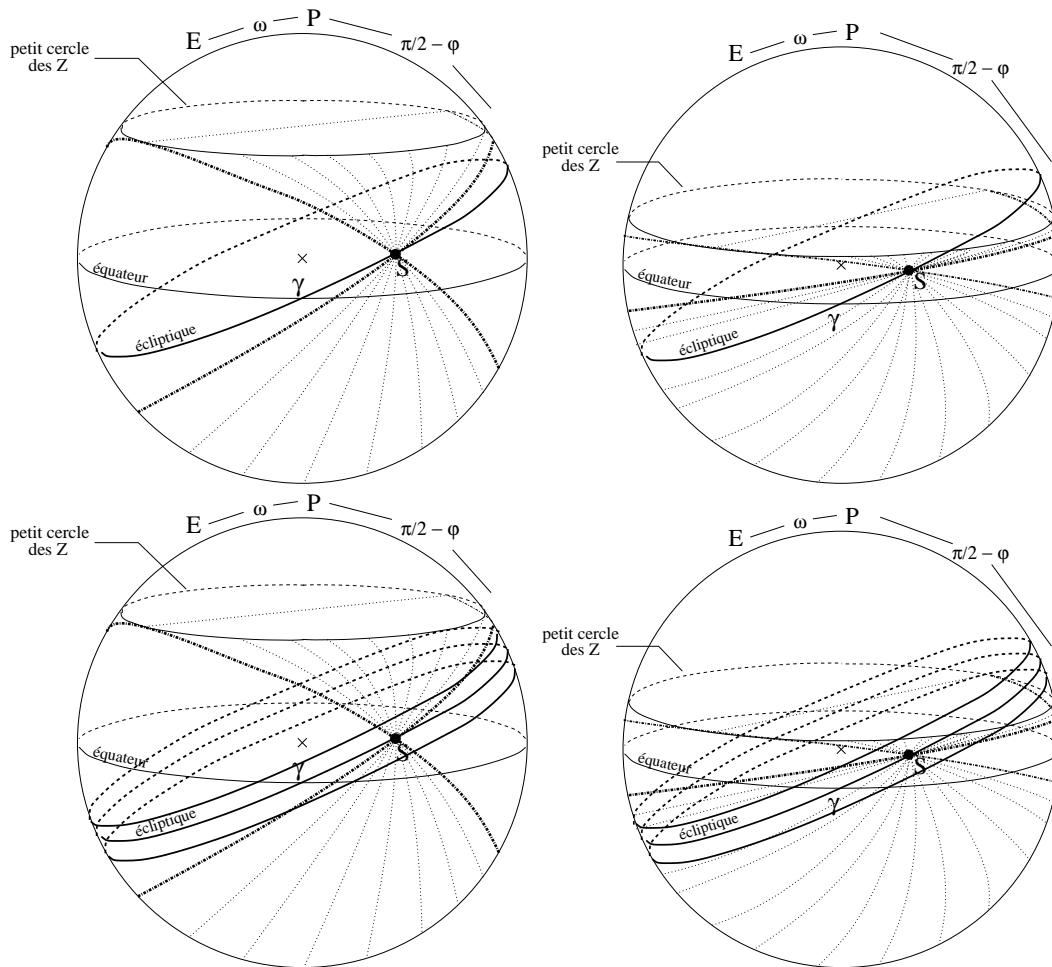 E ω P
π/2 − φ
petit cercle
des Z
équateur
γ
S
écliptique
E ω P
π/2 − φ
petit cercle
des Z
équateur
γ
S
écliptique
E ω P
π/2 − φ
petit cercle
des Z
équateur
γ
S
écliptique
E ω P
π/2 − φ
petit cercle
des Z
équateur
γ
S
écliptique